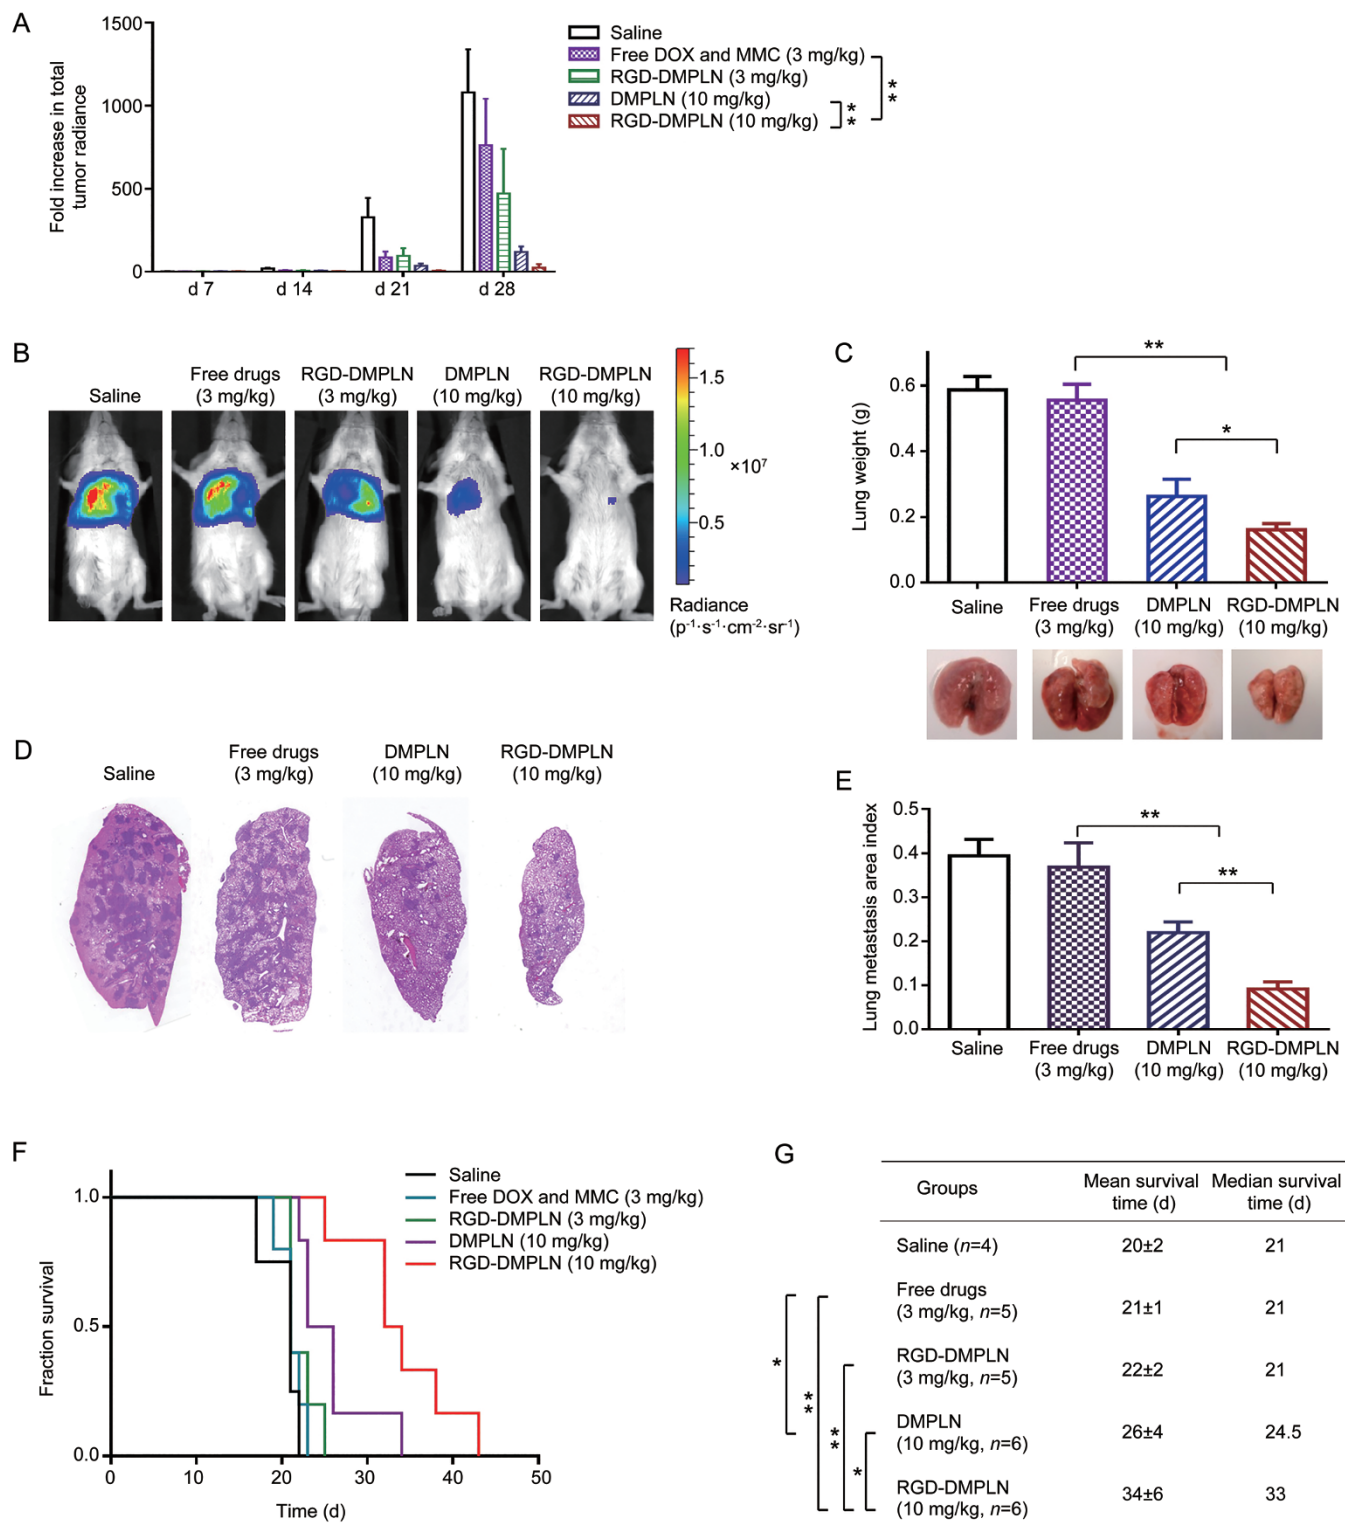 A
1500
1000
500
0
Fold increase in total
tumor radiance
d 7
d 14
d 21
d 28
Saline
Free DOX and MMC (3 mg/kg)
RGD-DMPLN (3 mg/kg)
DMPLN (10 mg/kg)
RGD-DMPLN (10 mg/kg)
**
**
B
Saline
Free drugs
(3 mg/kg)
RGD-DMPLN
(3 mg/kg)
DMPLN
(10 mg/kg)
RGD-DMPLN
(10 mg/kg)
1.5
1.0
×10⁷
0.5
Radiance
(p⁻¹·s⁻¹·cm⁻²·sr⁻¹)
C
Lung weight (g)
0.6
0.4
0.2
0.0
**
*
Saline
Free drugs
(3 mg/kg)
DMPLN
(10 mg/kg)
RGD-DMPLN
(10 mg/kg)
D
Saline
Free drugs
(3 mg/kg)
DMPLN
(10 mg/kg)
RGD-DMPLN
(10 mg/kg)
E
Lung metastasis area index
0.5
0.4
0.3
0.2
0.1
0.0
**
**
Saline
Free drugs
(3 mg/kg)
DMPLN
(10 mg/kg)
RGD-DMPLN
(10 mg/kg)
F
Fraction survival
1.0
0.5
0.0
0
10
20
30
40
50
Time (d)
Saline
Free DOX and MMC (3 mg/kg)
RGD-DMPLN (3 mg/kg)
DMPLN (10 mg/kg)
RGD-DMPLN (10 mg/kg)
G
Groups
Mean survival
time (d)
Median survival
time (d)
Saline (n=4)
20±2
21
Free drugs
(3 mg/kg, n=5)
21±1
21
RGD-DMPLN
(3 mg/kg, n=5)
22±2
21
DMPLN
(10 mg/kg, n=6)
26±4
24.5
RGD-DMPLN
(10 mg/kg, n=6)
34±6
33
*
**
**
*